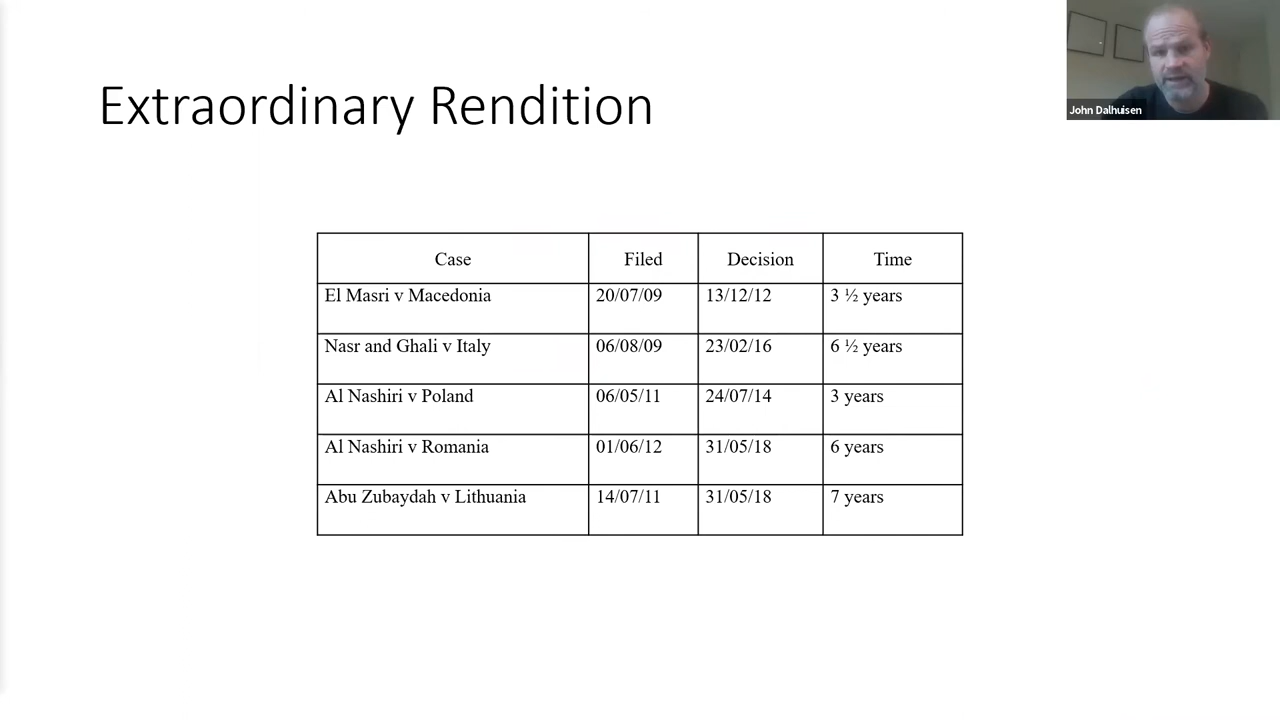 Extraordinary Rendition
John Dalhuisen
Case Filed Decision Time
El Masri v Macedonia 20/07/09 13/12/12 3 ½ years
Nasr and Ghali v Italy 06/08/09 23/02/16 6 ½ years
Al Nashiri v Poland 06/05/11 24/07/14 3 years
Al Nashiri v Romania 01/06/12 31/05/18 6 years
Abu Zubaydah v Lithuania 14/07/11 31/05/18 7 years